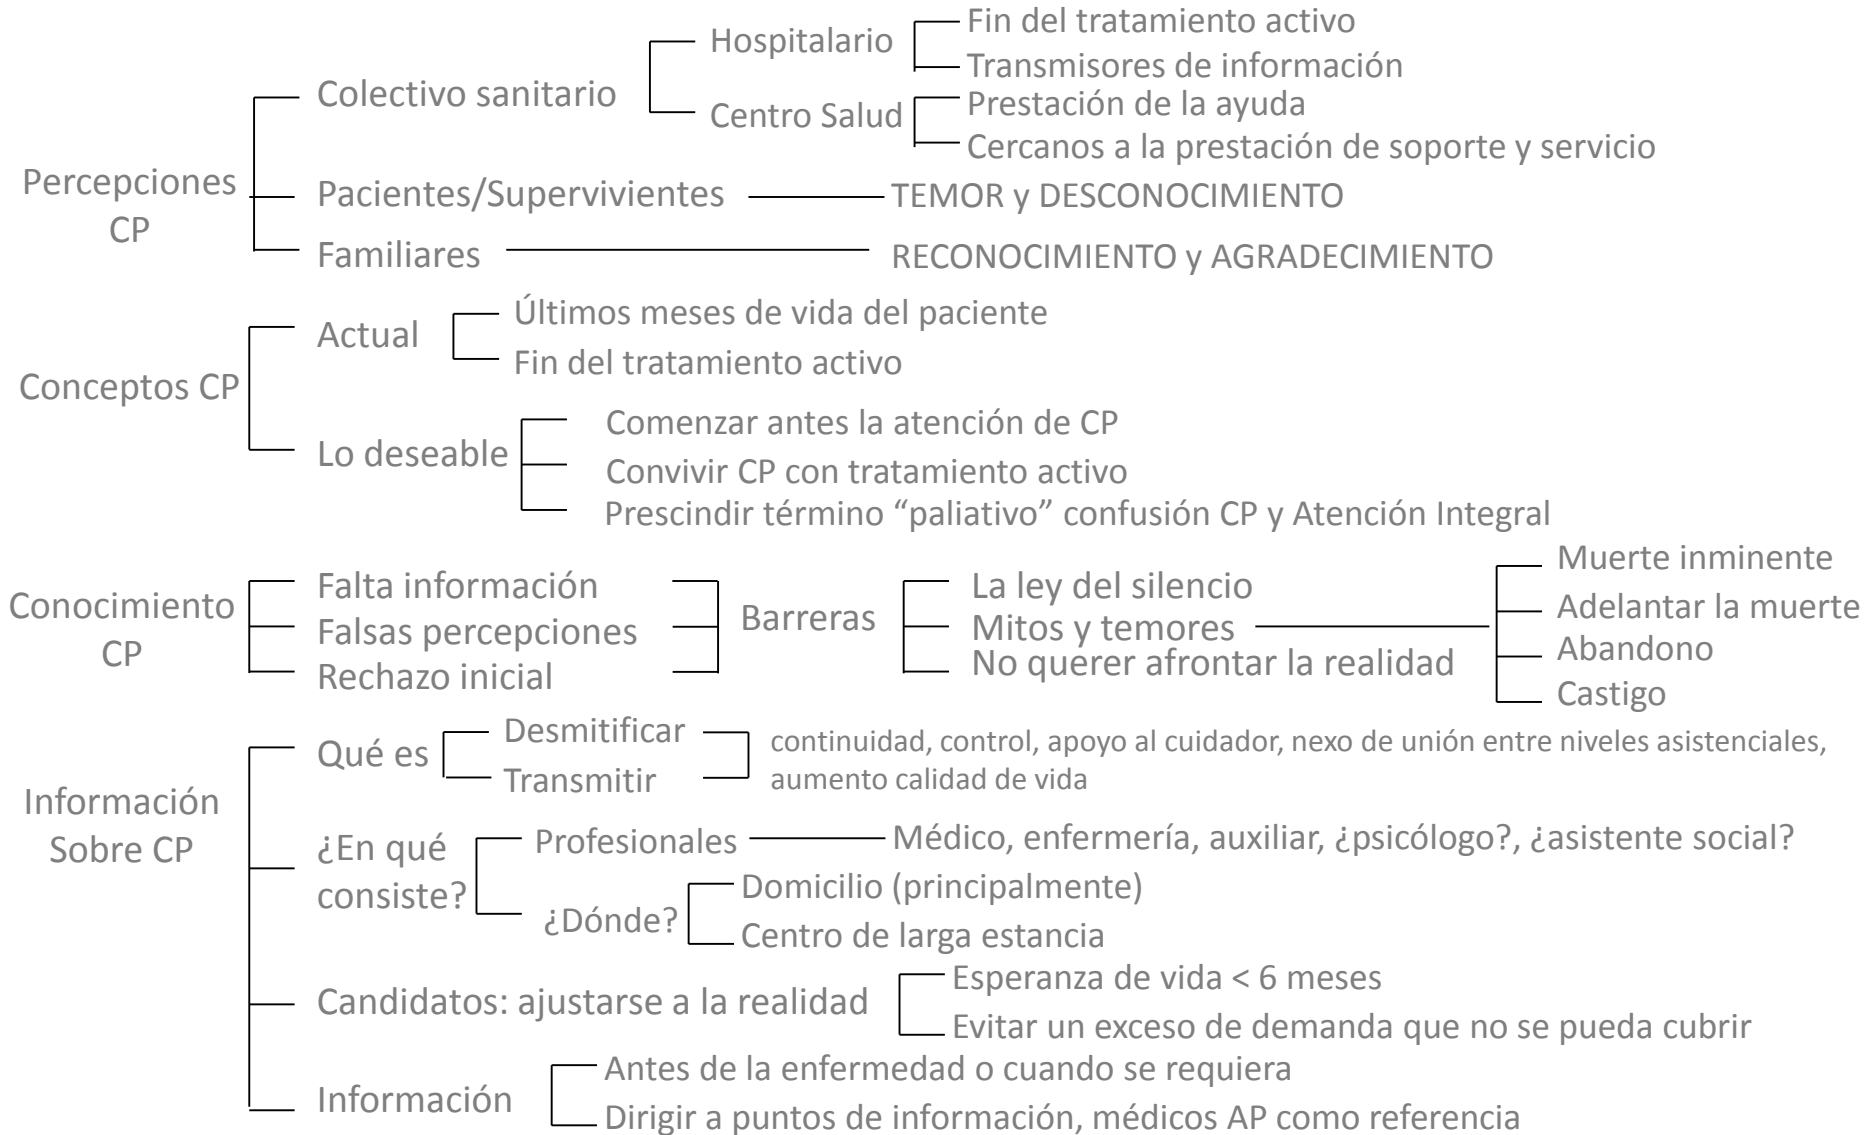 Percepciones
CP
Colectivo sanitario
Hospitalario
Fin del tratamiento activo
Transmisores de información
Centro Salud
Prestación de la ayuda
Cercanos a la prestación de soporte y servicio
Pacientes/Supervivientes
TEMOR y DESCONOCIMIENTO
Familiares
RECONOCIMIENTO y AGRADECIMIENTO
Conceptos CP
Actual
Últimos meses de vida del paciente
Fin del tratamiento activo
Lo deseable
Comenzar antes la atención de CP
Convivir CP con tratamiento activo
Prescindir término “paliativo” confusión CP y Atención Integral
Conocimiento
CP
Falta información
Falsas percepciones
Rechazo inicial
Barreras
La ley del silencio
Mitos y temores
No querer afrontar la realidad
Muerte inminente
Adelantar la muerte
Abandono
Castigo
Información
Sobre CP
Qué es
Desmitificar
Transmitir
continuidad, control, apoyo al cuidador, nexo de unión entre niveles asistenciales,
aumento calidad de vida
¿En qué
consiste?
Profesionales
Médico, enfermería, auxiliar, ¿psicólogo?, ¿asistente social?
¿Dónde?
Domicilio (principalmente)
Centro de larga estancia
Candidatos: ajustarse a la realidad
Esperanza de vida < 6 meses
Evitar un exceso de demanda que no se pueda cubrir
Información
Antes de la enfermedad o cuando se requiera
Dirigir a puntos de información, médicos AP como referencia